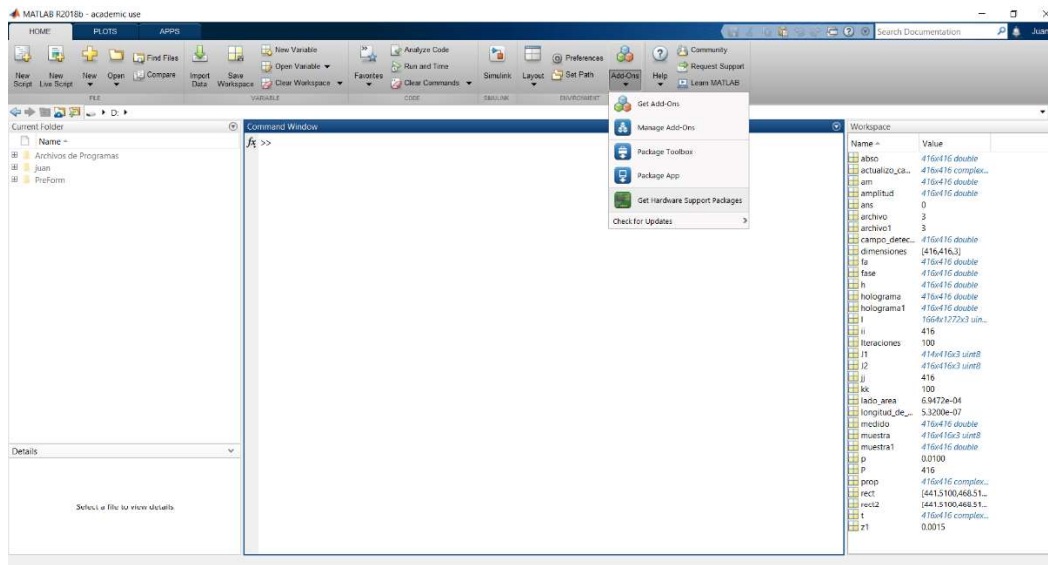 MATLAB R2018b - academic use
HOME PLOTS APPS
Search Documentation
Juan
New Script
New Live Script
New
Open
Find Files
Compare
Import Data
Save Workspace
New Variable
Open Variable
Clear Workspace
Favorites
Analyze Code
Run and Time
Clear Commands
Simulink
Layout
Preferences
Set Path
Add-Ons
Help
Community
Request Support
Learn MATLAB
FILE VARIABLE CODE SIMULINK ENVIRONMENT
D:
Get Add-Ons
Manage Add-Ons
Package Toolbox
Package App
Get Hardware Support Packages
Check for Updates
Current Folder
Name
Archivos de Programas
juan
PreForm
Details
Select a file to view details
Command Window
fx >>
Workspace
Name Value
abso 416x416 double
actualizo_ca... 416x416 complex...
am 416x416 double
amplitud 416x416 double
ans 0
archivo 3
archivo1 3
campo_detec... 416x416 double
dimensiones [416,416,3]
fa 416x416 double
fase 416x416 double
h 416x416 double
holograma 416x416 double
holograma1 416x416 double
I 1664x1272x3 uin...
ii 416
Iteraciones 100
J1 414x416x3 uint8
J2 416x416x3 uint8
jj 416
kk 100
lado_area 6.9472e-04
longitud_de_... 5.3200e-07
medido 416x416 double
muestra 416x416x3 uint8
muestra1 416x416 double
p 0.0100
P 416
prop 416x416 complex...
rect [441.5100,468.51...
rect2 [441.5100,468.51...
t 416x416 complex...
z1 0.0015